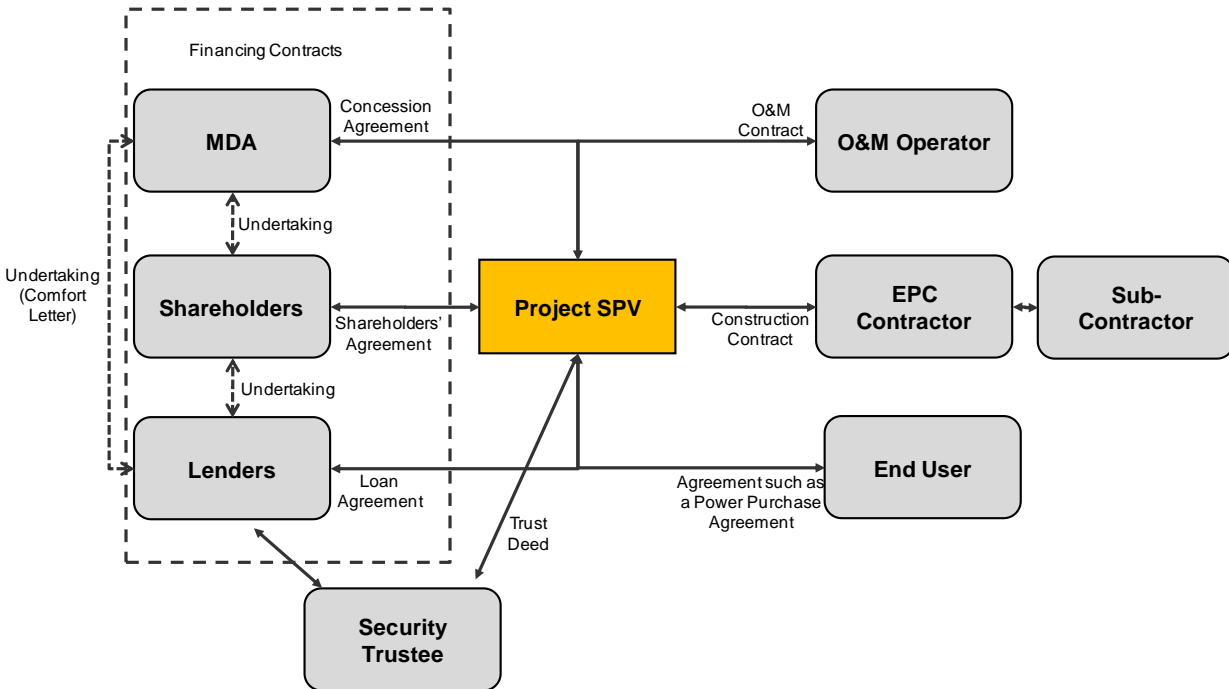 Financing Contracts
MDA
Concession
Agreement
O&M
Contract
O&M Operator
Undertaking
Undertaking
(Comfort
Letter)
Shareholders
Shareholders’
Agreement
Project SPV
Construction
Contract
EPC
Contractor
Sub-
Contractor
Undertaking
Lenders
Loan
Agreement
Trust
Deed
Agreement such as
a Power Purchase
Agreement
End User
Security
Trustee